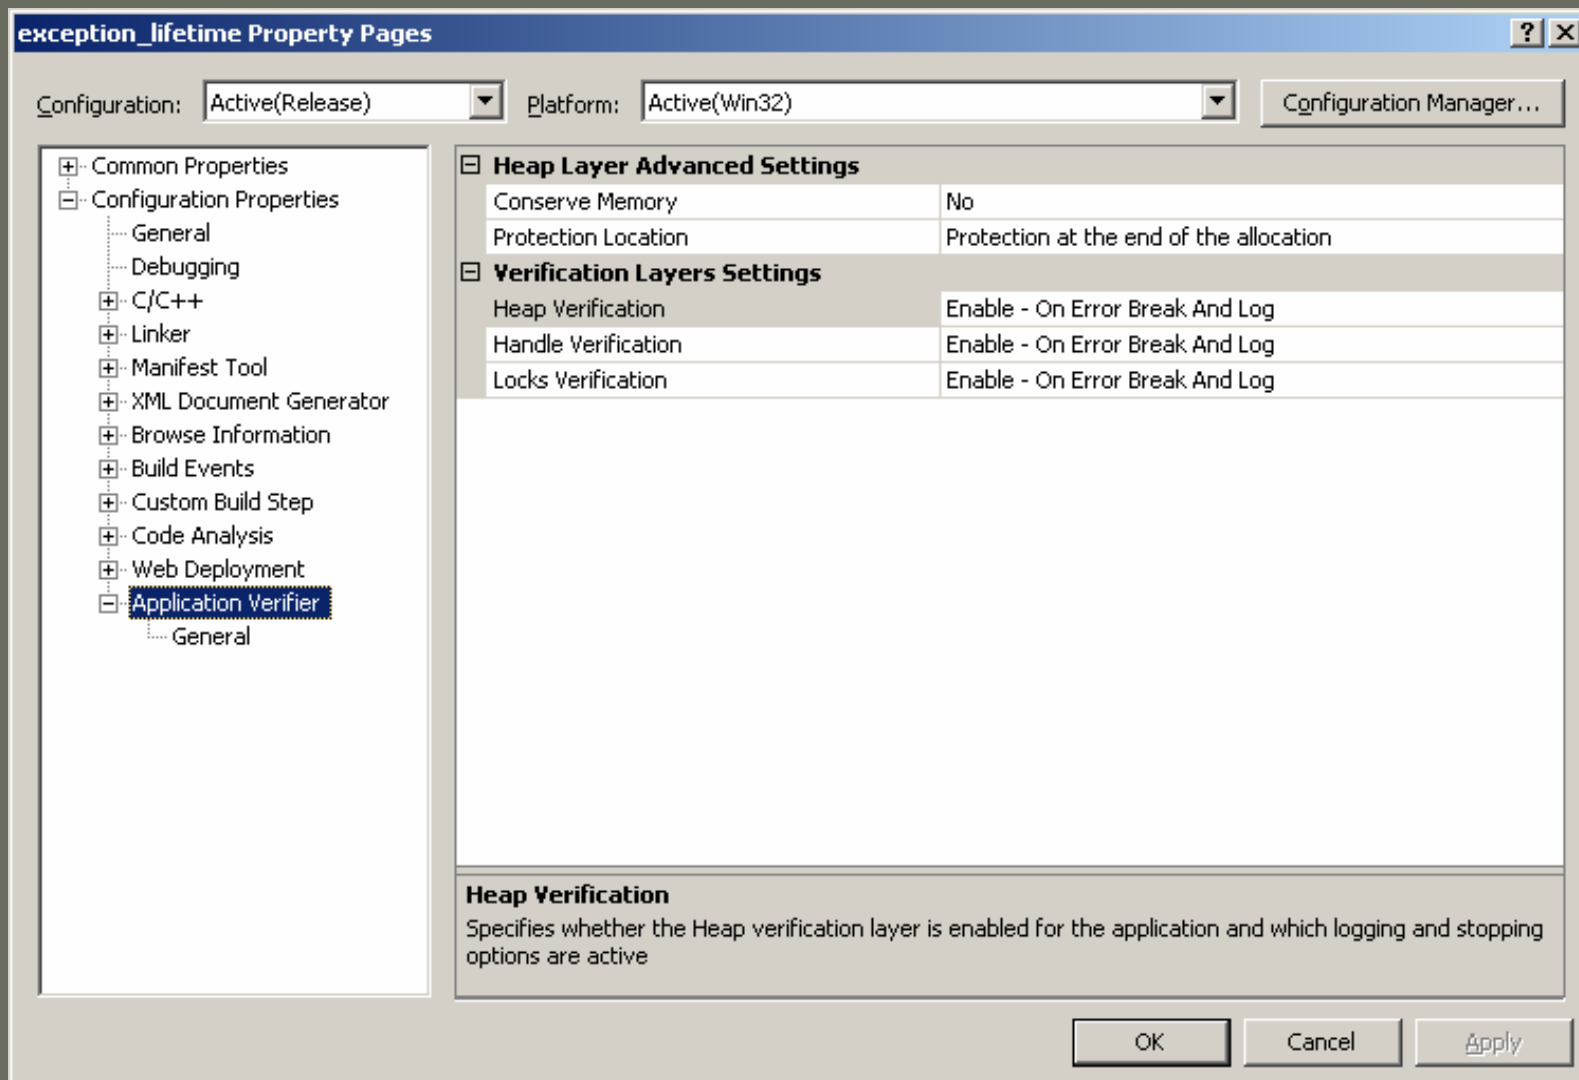 exception_lifetime Property Pages
Configuration: Active(Release) Platform: Active(Win32) Configuration Manager...
Common Properties
Configuration Properties
General
Debugging
C/C++
Linker
Manifest Tool
XML Document Generator
Browse Information
Build Events
Custom Build Step
Code Analysis
Web Deployment
Application Verifier
General
Heap Layer Advanced Settings
Conserve Memory No
Protection Location Protection at the end of the allocation
Verification Layers Settings
Heap Verification Enable - On Error Break And Log
Handle Verification Enable - On Error Break And Log
Locks Verification Enable - On Error Break And Log
Heap Verification
Specifies whether the Heap verification layer is enabled for the application and which logging and stopping
options are active
OK Cancel Apply